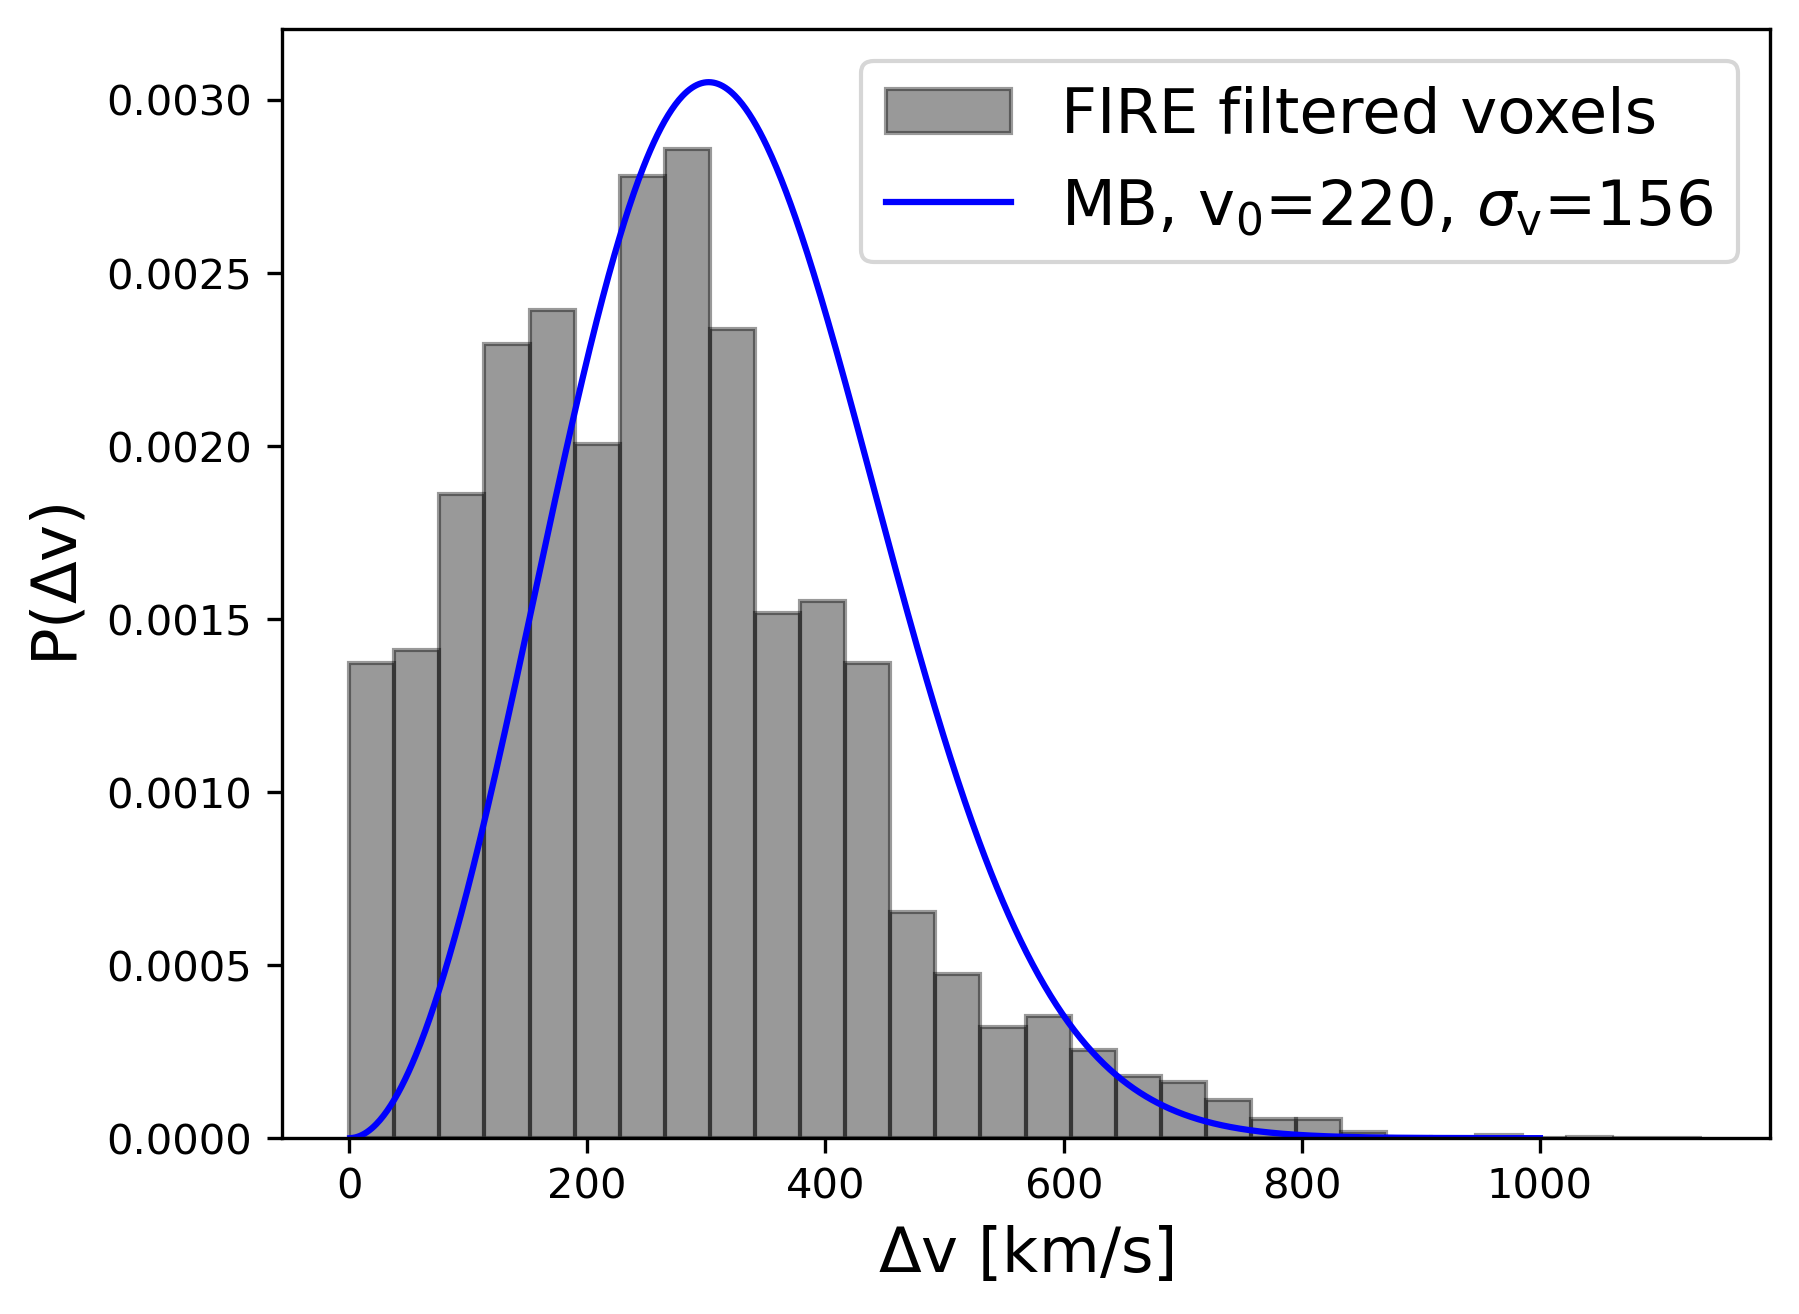 P(Δv)
0.0030
0.0025
0.0020
0.0015
0.0010
0.0005
0.0000
FIRE filtered voxels
MB, v₀=220, σᵥ=156
0 200 400 600 800 1000
Δv [km/s]